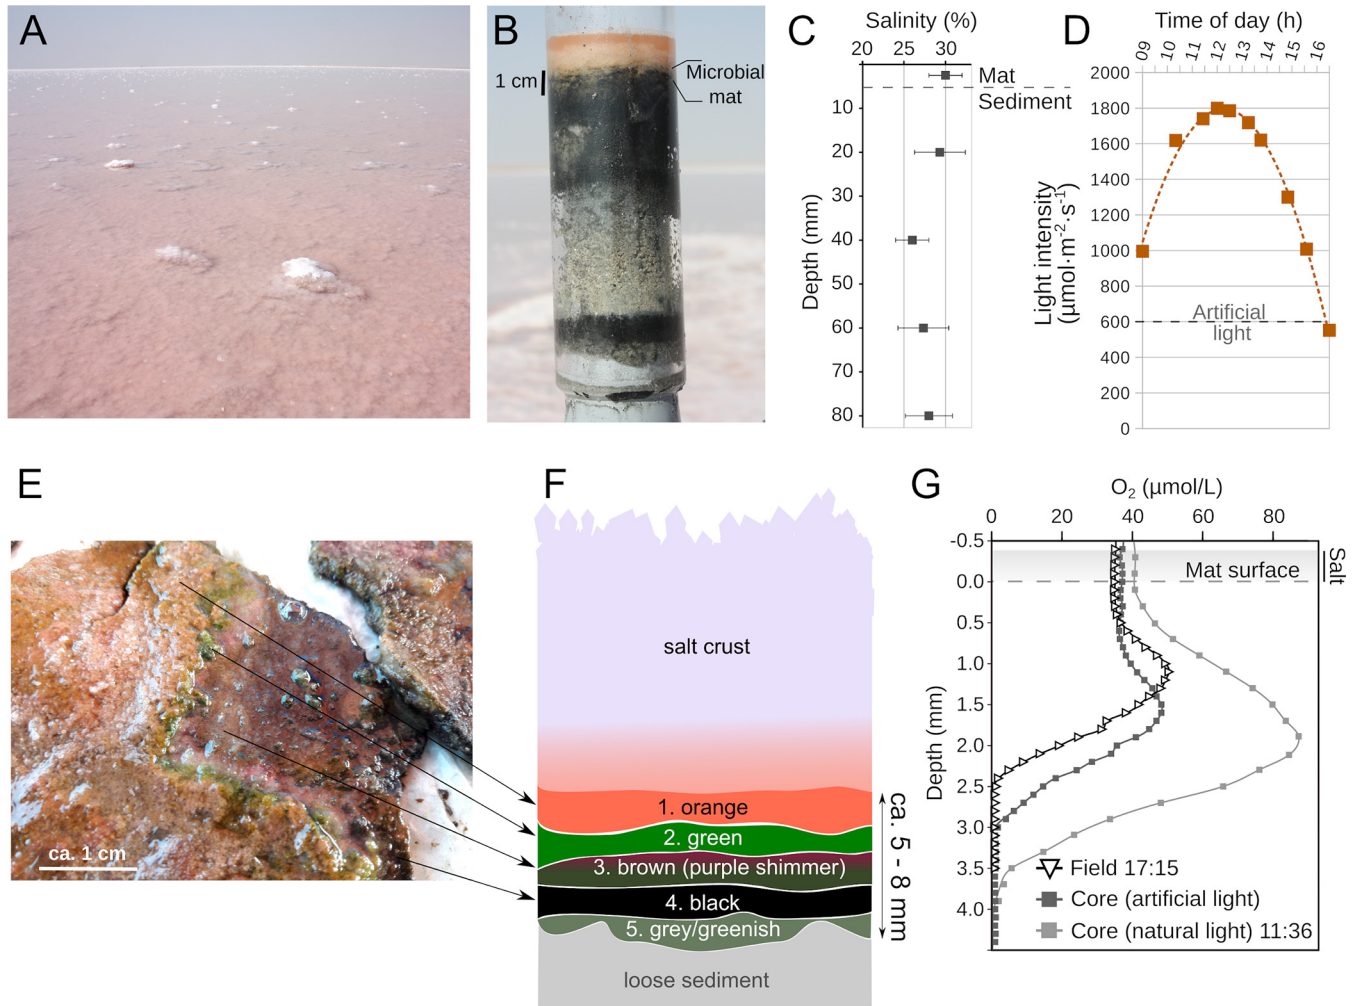 A
B
1 cm
Microbial
mat
C
Salinity (%)
20 25 30
Mat
Sediment
10
20
30
40
50
60
70
80
Depth (mm)
D
Time of day (h)
09 10 11 12 13 14 15 16
2000
1800
1600
1400
1200
1000
800
600
400
200
0
Light intensity
(µmol·m⁻²·s⁻¹)
Artificial
light
E
ca. 1 cm
F
salt crust
1. orange
2. green
3. brown (purple shimmer)
4. black
5. grey/greenish
loose sediment
ca. 5 - 8 mm
G
O₂ (µmol/L)
0 20 40 60 80
-0.5
0.0
0.5
1.0
1.5
2.0
2.5
3.0
3.5
4.0
Depth (mm)
Mat surface
Salt
Field 17:15
Core (artificial light)
Core (natural light) 11:36